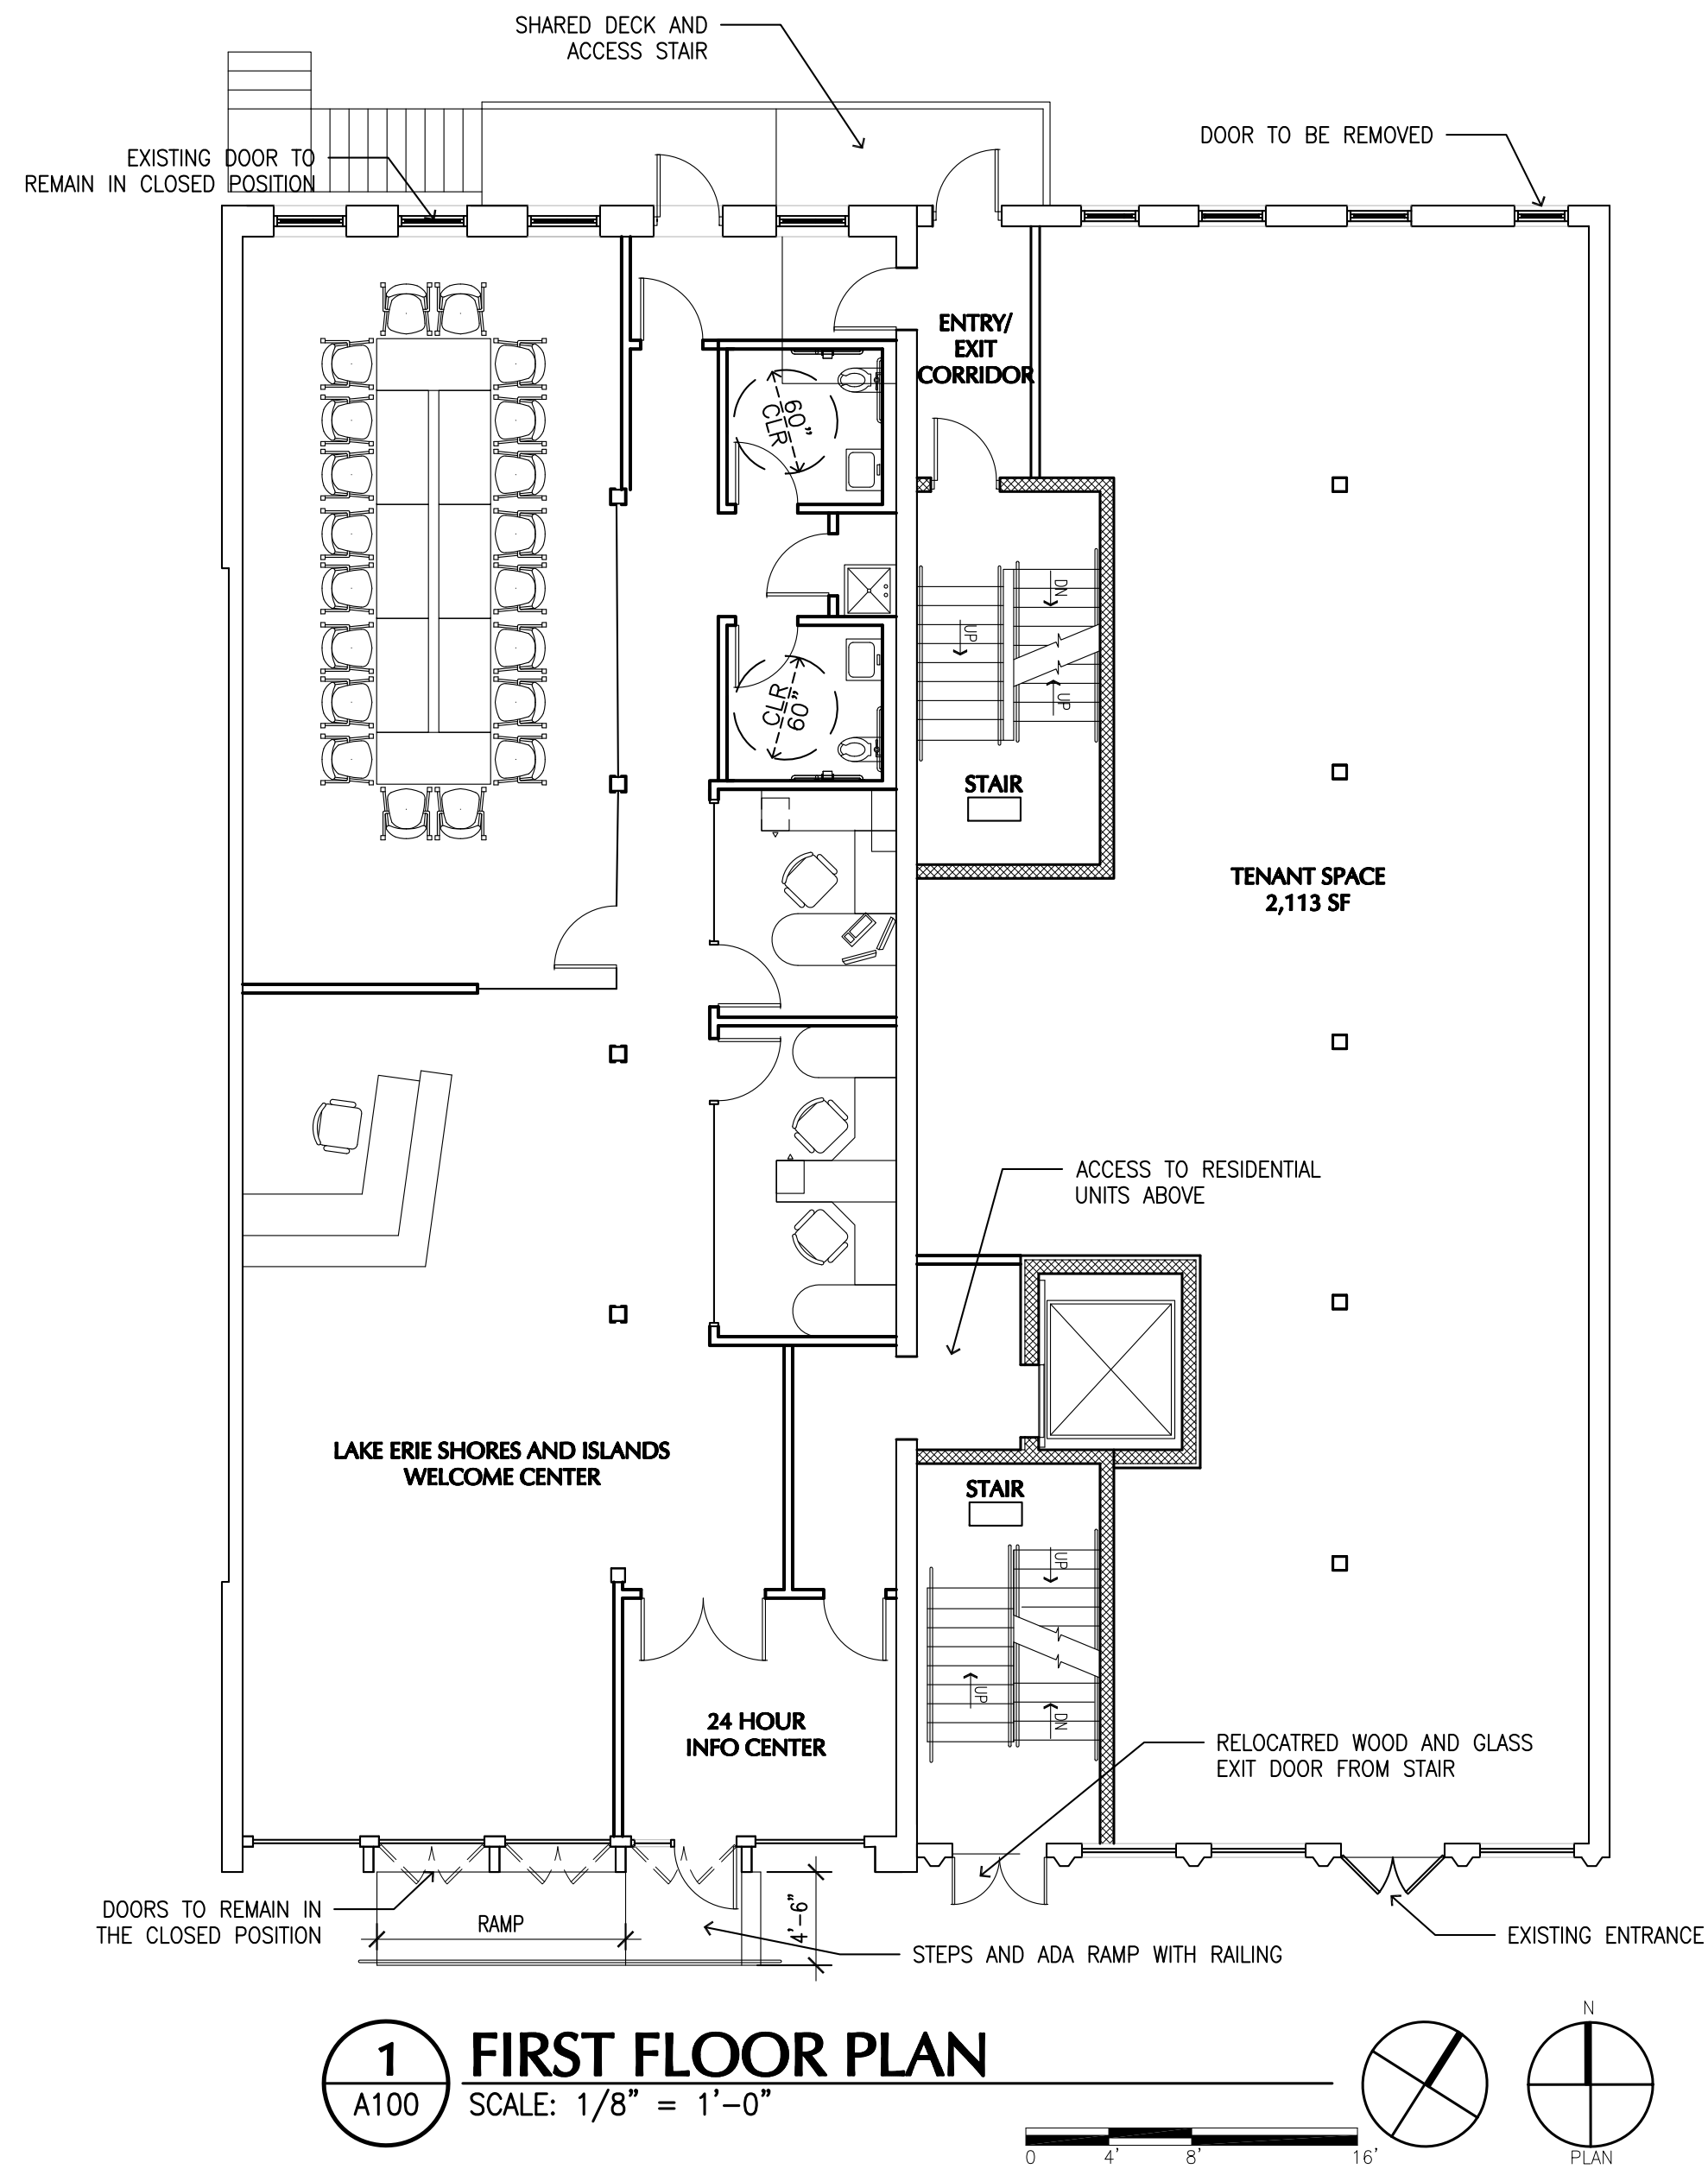 SHARED DECK AND
ACCESS STAIR
DOOR TO BE REMOVED
EXISTING DOOR TO
REMAIN IN CLOSED POSITION
ENTRY/
EXIT
CORRIDOR
60"
CLR
DN
UP
UP
CLR
60"
STAIR
TENANT SPACE
2,113 SF
ACCESS TO RESIDENTIAL
UNITS ABOVE
LAKE ERIE SHORES AND ISLANDS
WELCOME CENTER
STAIR
UP
UP
DN
24 HOUR
INFO CENTER
RELOCATRED WOOD AND GLASS
EXIT DOOR FROM STAIR
DOORS TO REMAIN IN
THE CLOSED POSITION
RAMP
4'-6"
STEPS AND ADA RAMP WITH RAILING
EXISTING ENTRANCE
1
A100
FIRST FLOOR PLAN
SCALE: 1/8" = 1'-0"
N
PLAN
0 4' 8' 16'